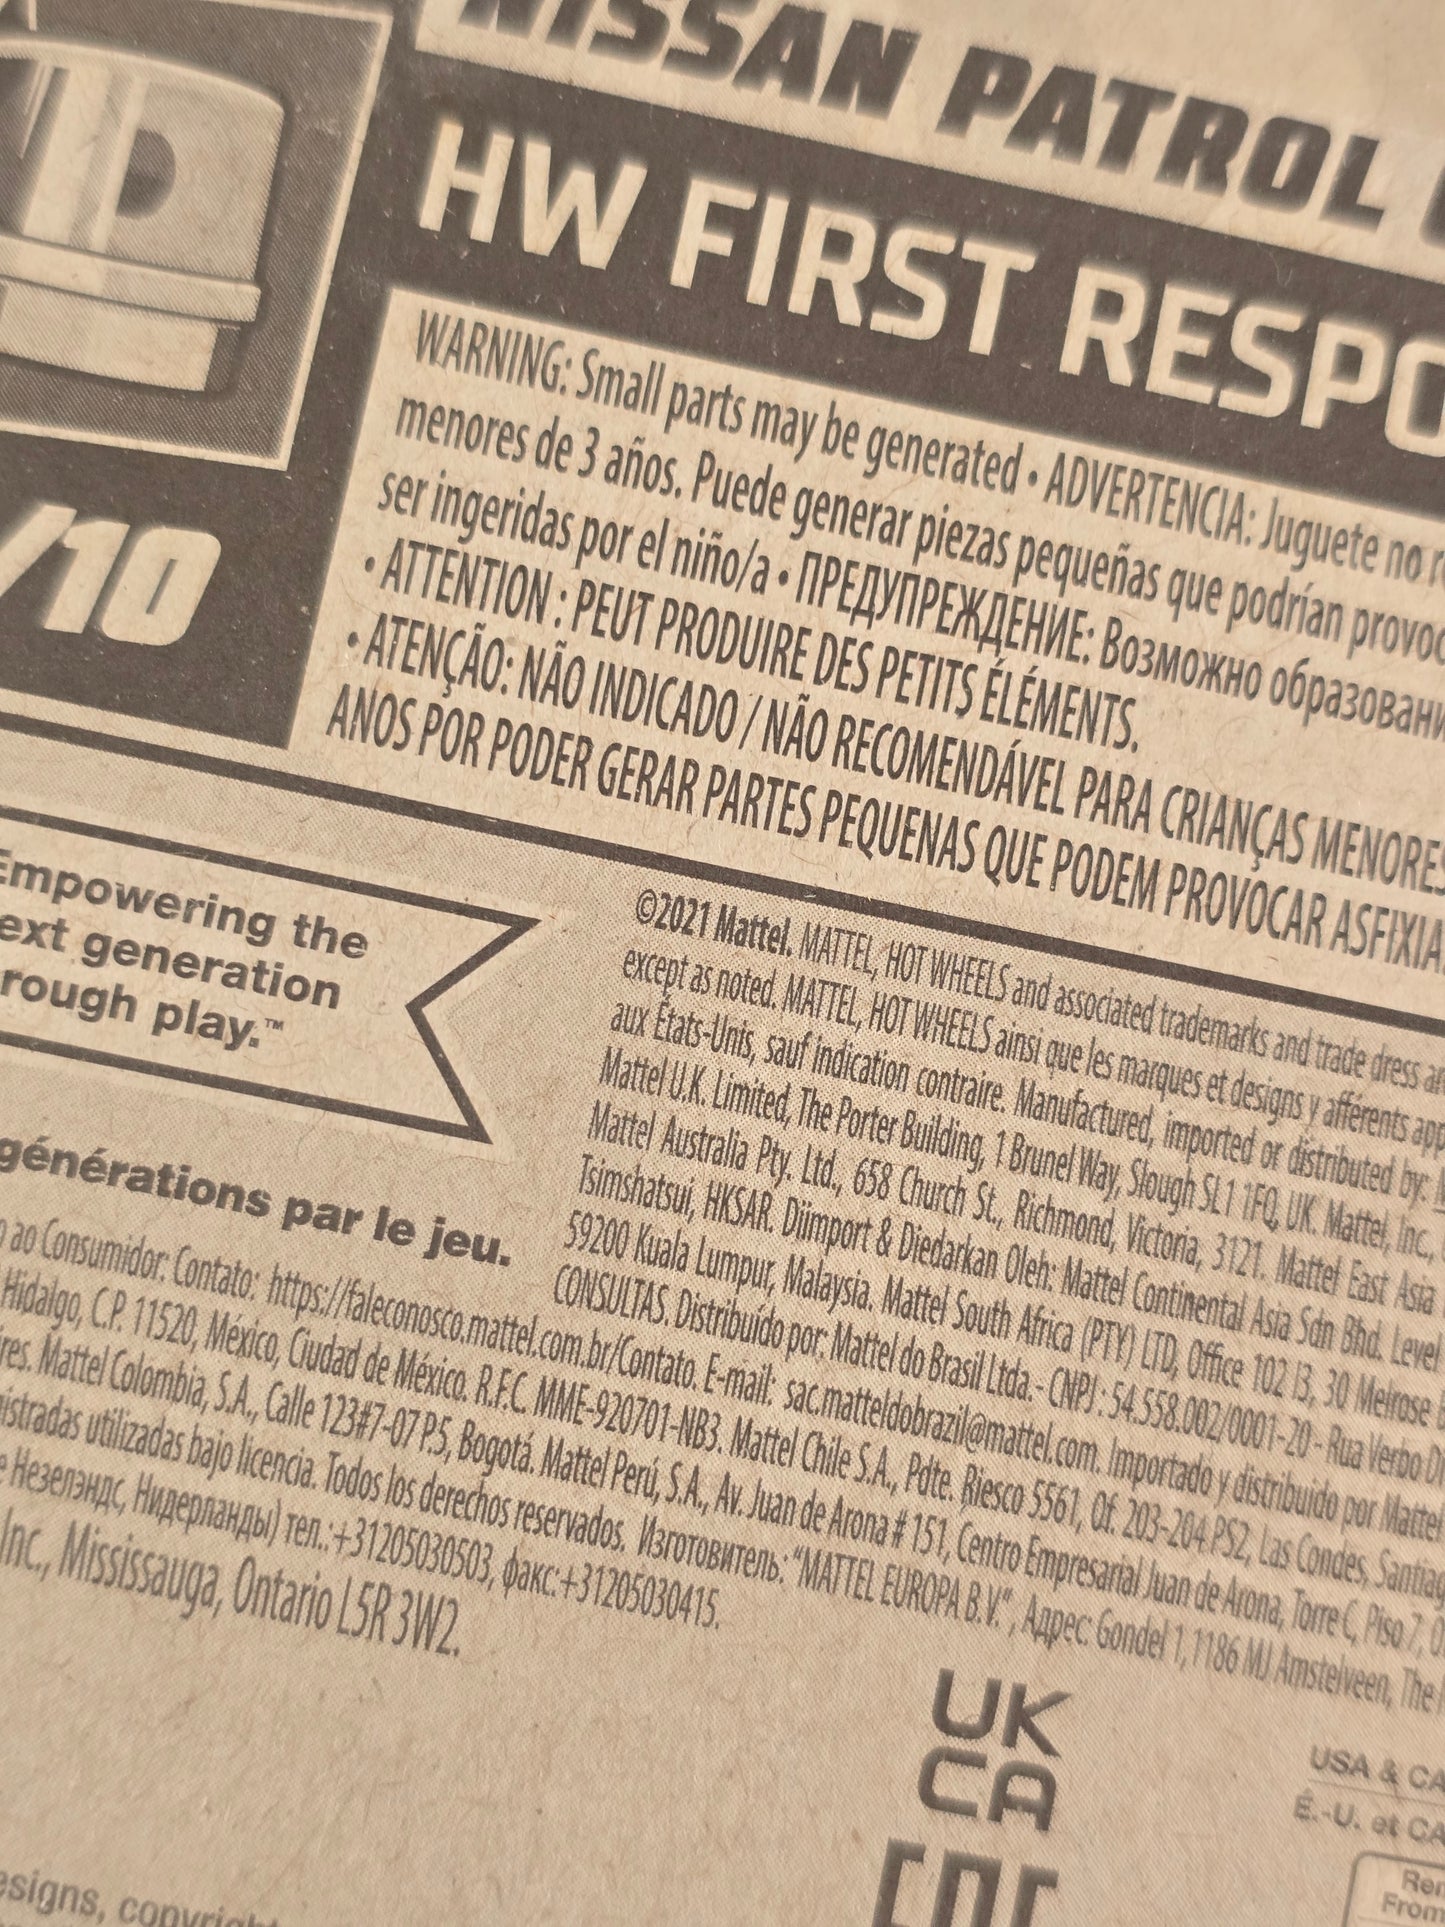 NISSAN PATROL
HW FIRST RESPO
/10
WARNING: Small parts may be generated • ADVERTENCIA: Juguete no
menores de 3 años. Puede generar piezas pequeñas que podrían provoc
ser ingeridas por el niño/a • ПРЕДУПРЕЖДЕНИЕ: Возможно образовани
• ATTENTION : PEUT PRODUIRE DES PETITS ÉLÉMENTS.
• ATENÇÃO: NÃO INDICADO / NÃO RECOMENDÁVEL PARA CRIANÇAS MENORES
ANOS POR PODER GERAR PARTES PEQUENAS QUE PODEM PROVOCAR ASFIXIA
Empowering the
ext generation
rough play.™
générations par le jeu.
©2021 Mattel. MATTEL, HOT WHEELS and associated trademarks and trade dress ar
except as noted. MATTEL, HOT WHEELS ainsi que les marques et designs y afférents app
aux États-Unis, sauf indication contraire. Manufactured, imported or distributed by:
Mattel U.K. Limited, The Porter Building, 1 Brunel Way, Slough SL1 1FQ, UK. Mattel, Inc.,
Mattel Australia Pty. Ltd., 658 Church St., Richmond, Victoria, 3121. Mattel East Asia
Tsimshatsui, HKSAR. Diimport & Diedarkan Oleh: Mattel Continental Asia Sdn Bhd. Level
59200 Kuala Lumpur, Malaysia. Mattel South Africa (PTY) LTD, Office 102 I3, 30 Melrose
CONSULTAS. Distribuído por: Mattel do Brasil Ltda. - CNPJ : 54.558.002/0001-20 - Rua Verbo Di
ao Consumidor: Contato: https://faleconosco.mattel.com.br/Contato. E-mail: sac.matteldobrazil@mattel.com. Importado y distribuido por Mattel
Hidalgo, C.P. 11520, México, Ciudad de México. R.F.C. MME-920701-NB3. Mattel Chile S.A., Pdte. Riesco 5561, Of. 203-204 PS2, Las Condes, Santiag
ires. Mattel Colombia, S.A., Calle 123#7-07 P.5, Bogotá. Mattel Perú, S.A., Av. Juan de Arona # 151, Centro Empresarial Juan de Arona, Torre C, Piso 7, O
istradas utilizadas bajo licencia. Todos los derechos reservados. Изготовитель: "MATTEL EUROPA B.V.", Адрес: Gondel 1, 1186 MJ Amstelveen, The
е Незелэндс, Нидерланды) тел.:+31205030503, факс:+31205030415.
Inc., Mississauga, Ontario L5R 3W2.
UK
CA
USA & CA
É.-U. et CA
Ren
From
esigns, copyright